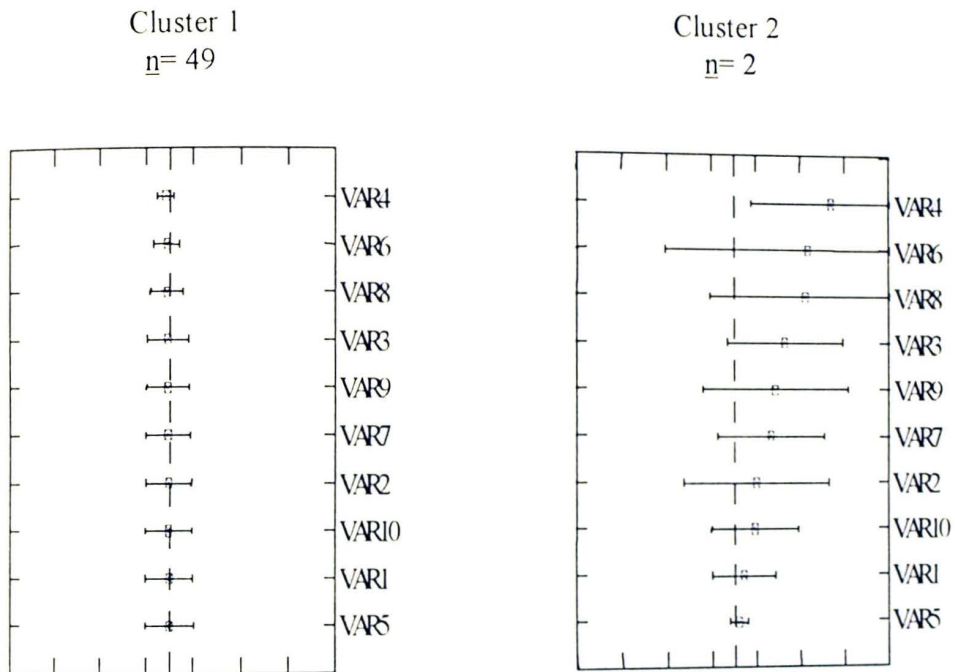 Cluster 1
n= 49
VAR4
VAR6
VAR8
VAR3
VAR9
VAR7
VAR2
VAR10
VAR1
VAR5
Cluster 2
n= 2
VAR4
VAR6
VAR8
VAR3
VAR9
VAR7
VAR2
VAR10
VAR1
VAR5